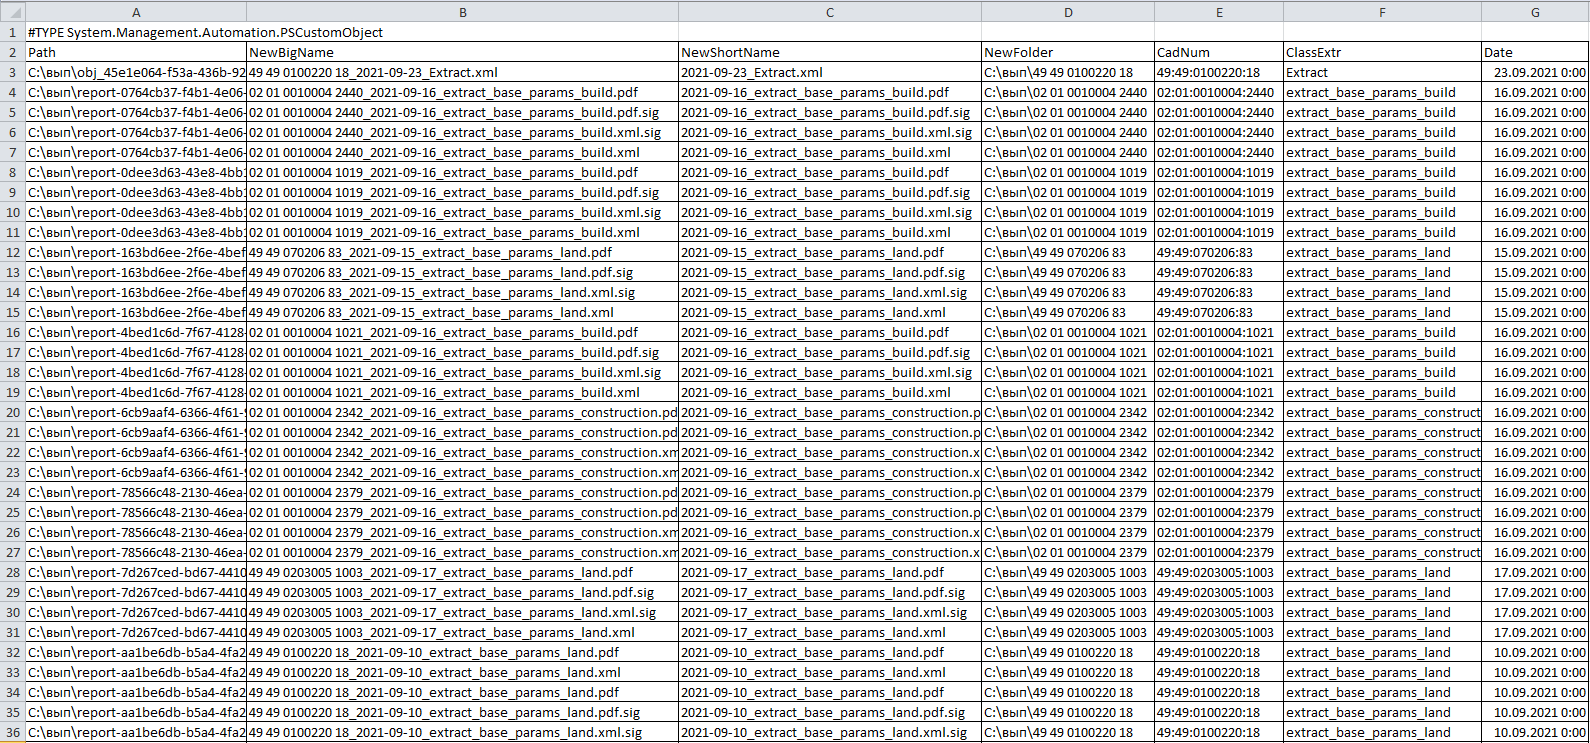 A B C D E F G
1 #TYPE System.Management.Automation.PSCustomObject
2 Path NewBigName NewShortName NewFolder CadNum ClassExtr Date
3 C:\вып\obj_45e1e064-f53a-436b-92 49 49 0100220 18_2021-09-23_Extract.xml 2021-09-23_Extract.xml C:\вып\49 49 0100220 18 49:49:0100220:18 Extract 23.09.2021 0:00
4 C:\вып\report-0764cb37-f4b1-4e06- 02 01 0010004 2440_2021-09-16_extract_base_params_build.pdf 2021-09-16_extract_base_params_build.pdf C:\вып\02 01 0010004 2440 02:01:0010004:2440 extract_base_params_build 16.09.2021 0:00
5 C:\вып\report-0764cb37-f4b1-4e06- 02 01 0010004 2440_2021-09-16_extract_base_params_build.pdf.sig 2021-09-16_extract_base_params_build.pdf.sig C:\вып\02 01 0010004 2440 02:01:0010004:2440 extract_base_params_build 16.09.2021 0:00
6 C:\вып\report-0764cb37-f4b1-4e06- 02 01 0010004 2440_2021-09-16_extract_base_params_build.xml.sig 2021-09-16_extract_base_params_build.xml.sig C:\вып\02 01 0010004 2440 02:01:0010004:2440 extract_base_params_build 16.09.2021 0:00
7 C:\вып\report-0764cb37-f4b1-4e06- 02 01 0010004 2440_2021-09-16_extract_base_params_build.xml 2021-09-16_extract_base_params_build.xml C:\вып\02 01 0010004 2440 02:01:0010004:2440 extract_base_params_build 16.09.2021 0:00
8 C:\вып\report-0dee3d63-43e8-4bb1 02 01 0010004 1019_2021-09-16_extract_base_params_build.pdf 2021-09-16_extract_base_params_build.pdf C:\вып\02 01 0010004 1019 02:01:0010004:1019 extract_base_params_build 16.09.2021 0:00
9 C:\вып\report-0dee3d63-43e8-4bb1 02 01 0010004 1019_2021-09-16_extract_base_params_build.pdf.sig 2021-09-16_extract_base_params_build.pdf.sig C:\вып\02 01 0010004 1019 02:01:0010004:1019 extract_base_params_build 16.09.2021 0:00
10 C:\вып\report-0dee3d63-43e8-4bb1 02 01 0010004 1019_2021-09-16_extract_base_params_build.xml.sig 2021-09-16_extract_base_params_build.xml.sig C:\вып\02 01 0010004 1019 02:01:0010004:1019 extract_base_params_build 16.09.2021 0:00
11 C:\вып\report-0dee3d63-43e8-4bb1 02 01 0010004 1019_2021-09-16_extract_base_params_build.xml 2021-09-16_extract_base_params_build.xml C:\вып\02 01 0010004 1019 02:01:0010004:1019 extract_base_params_build 16.09.2021 0:00
12 C:\вып\report-163bd6ee-2f6e-4bef 49 49 070206 83_2021-09-15_extract_base_params_land.pdf 2021-09-15_extract_base_params_land.pdf C:\вып\49 49 070206 83 49:49:070206:83 extract_base_params_land 15.09.2021 0:00
13 C:\вып\report-163bd6ee-2f6e-4bef 49 49 070206 83_2021-09-15_extract_base_params_land.pdf.sig 2021-09-15_extract_base_params_land.pdf.sig C:\вып\49 49 070206 83 49:49:070206:83 extract_base_params_land 15.09.2021 0:00
14 C:\вып\report-163bd6ee-2f6e-4bef 49 49 070206 83_2021-09-15_extract_base_params_land.xml.sig 2021-09-15_extract_base_params_land.xml.sig C:\вып\49 49 070206 83 49:49:070206:83 extract_base_params_land 15.09.2021 0:00
15 C:\вып\report-163bd6ee-2f6e-4bef 49 49 070206 83_2021-09-15_extract_base_params_land.xml 2021-09-15_extract_base_params_land.xml C:\вып\49 49 070206 83 49:49:070206:83 extract_base_params_land 15.09.2021 0:00
16 C:\вып\report-4bed1c6d-7f67-4128- 02 01 0010004 1021_2021-09-16_extract_base_params_build.pdf 2021-09-16_extract_base_params_build.pdf C:\вып\02 01 0010004 1021 02:01:0010004:1021 extract_base_params_build 16.09.2021 0:00
17 C:\вып\report-4bed1c6d-7f67-4128- 02 01 0010004 1021_2021-09-16_extract_base_params_build.pdf.sig 2021-09-16_extract_base_params_build.pdf.sig C:\вып\02 01 0010004 1021 02:01:0010004:1021 extract_base_params_build 16.09.2021 0:00
18 C:\вып\report-4bed1c6d-7f67-4128- 02 01 0010004 1021_2021-09-16_extract_base_params_build.xml.sig 2021-09-16_extract_base_params_build.xml.sig C:\вып\02 01 0010004 1021 02:01:0010004:1021 extract_base_params_build 16.09.2021 0:00
19 C:\вып\report-4bed1c6d-7f67-4128- 02 01 0010004 1021_2021-09-16_extract_base_params_build.xml 2021-09-16_extract_base_params_build.xml C:\вып\02 01 0010004 1021 02:01:0010004:1021 extract_base_params_build 16.09.2021 0:00
20 C:\вып\report-6cb9aaf4-6366-4f61-9 02 01 0010004 2342_2021-09-16_extract_base_params_construction.pd 2021-09-16_extract_base_params_construction.p C:\вып\02 01 0010004 2342 02:01:0010004:2342 extract_base_params_construct 16.09.2021 0:00
21 C:\вып\report-6cb9aaf4-6366-4f61-9 02 01 0010004 2342_2021-09-16_extract_base_params_construction.pd 2021-09-16_extract_base_params_construction.p C:\вып\02 01 0010004 2342 02:01:0010004:2342 extract_base_params_construct 16.09.2021 0:00
22 C:\вып\report-6cb9aaf4-6366-4f61-9 02 01 0010004 2342_2021-09-16_extract_base_params_construction.xm 2021-09-16_extract_base_params_construction.x C:\вып\02 01 0010004 2342 02:01:0010004:2342 extract_base_params_construct 16.09.2021 0:00
23 C:\вып\report-6cb9aaf4-6366-4f61-9 02 01 0010004 2342_2021-09-16_extract_base_params_construction.xm 2021-09-16_extract_base_params_construction.x C:\вып\02 01 0010004 2342 02:01:0010004:2342 extract_base_params_construct 16.09.2021 0:00
24 C:\вып\report-78566c48-2130-46ea- 02 01 0010004 2379_2021-09-16_extract_base_params_construction.pd 2021-09-16_extract_base_params_construction.p C:\вып\02 01 0010004 2379 02:01:0010004:2379 extract_base_params_construct 16.09.2021 0:00
25 C:\вып\report-78566c48-2130-46ea- 02 01 0010004 2379_2021-09-16_extract_base_params_construction.pd 2021-09-16_extract_base_params_construction.p C:\вып\02 01 0010004 2379 02:01:0010004:2379 extract_base_params_construct 16.09.2021 0:00
26 C:\вып\report-78566c48-2130-46ea- 02 01 0010004 2379_2021-09-16_extract_base_params_construction.xm 2021-09-16_extract_base_params_construction.x C:\вып\02 01 0010004 2379 02:01:0010004:2379 extract_base_params_construct 16.09.2021 0:00
27 C:\вып\report-78566c48-2130-46ea- 02 01 0010004 2379_2021-09-16_extract_base_params_construction.xm 2021-09-16_extract_base_params_construction.x C:\вып\02 01 0010004 2379 02:01:0010004:2379 extract_base_params_construct 16.09.2021 0:00
28 C:\вып\report-7d267ced-bd67-4410 49 49 0203005 1003_2021-09-17_extract_base_params_land.pdf 2021-09-17_extract_base_params_land.pdf C:\вып\49 49 0203005 1003 49:49:0203005:1003 extract_base_params_land 17.09.2021 0:00
29 C:\вып\report-7d267ced-bd67-4410 49 49 0203005 1003_2021-09-17_extract_base_params_land.pdf.sig 2021-09-17_extract_base_params_land.pdf.sig C:\вып\49 49 0203005 1003 49:49:0203005:1003 extract_base_params_land 17.09.2021 0:00
30 C:\вып\report-7d267ced-bd67-4410 49 49 0203005 1003_2021-09-17_extract_base_params_land.xml.sig 2021-09-17_extract_base_params_land.xml.sig C:\вып\49 49 0203005 1003 49:49:0203005:1003 extract_base_params_land 17.09.2021 0:00
31 C:\вып\report-7d267ced-bd67-4410 49 49 0203005 1003_2021-09-17_extract_base_params_land.xml 2021-09-17_extract_base_params_land.xml C:\вып\49 49 0203005 1003 49:49:0203005:1003 extract_base_params_land 17.09.2021 0:00
32 C:\вып\report-aa1be6db-b5a4-4fa2 49 49 0100220 18_2021-09-10_extract_base_params_land.pdf 2021-09-10_extract_base_params_land.pdf C:\вып\49 49 0100220 18 49:49:0100220:18 extract_base_params_land 10.09.2021 0:00
33 C:\вып\report-aa1be6db-b5a4-4fa2 49 49 0100220 18_2021-09-10_extract_base_params_land.xml 2021-09-10_extract_base_params_land.xml C:\вып\49 49 0100220 18 49:49:0100220:18 extract_base_params_land 10.09.2021 0:00
34 C:\вып\report-aa1be6db-b5a4-4fa2 49 49 0100220 18_2021-09-10_extract_base_params_land.pdf 2021-09-10_extract_base_params_land.pdf C:\вып\49 49 0100220 18 49:49:0100220:18 extract_base_params_land 10.09.2021 0:00
35 C:\вып\report-aa1be6db-b5a4-4fa2 49 49 0100220 18_2021-09-10_extract_base_params_land.pdf.sig 2021-09-10_extract_base_params_land.pdf.sig C:\вып\49 49 0100220 18 49:49:0100220:18 extract_base_params_land 10.09.2021 0:00
36 C:\вып\report-aa1be6db-b5a4-4fa2 49 49 0100220 18_2021-09-10_extract_base_params_land.xml.sig 2021-09-10_extract_base_params_land.xml.sig C:\вып\49 49 0100220 18 49:49:0100220:18 extract_base_params_land 10.09.2021 0:00